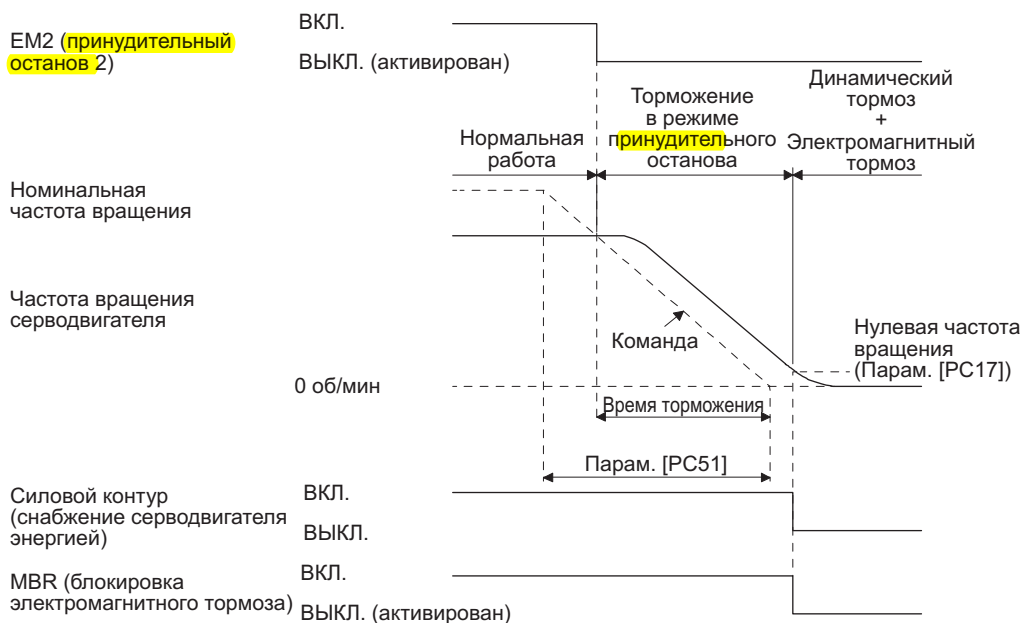 EM2 (принудительный
останов 2)
ВКЛ.
ВЫКЛ. (активирован)
Нормальная
работа
Торможение
в режиме
принудительного
останова
Динамический
тормоз
+
Электромагнитный
тормоз
Номинальная
частота вращения
Частота вращения
серводвигателя
Команда
Нулевая частота
вращения
(Парам. [PC17])
0 об/мин
Время торможения
Парам. [PC51]
Силовой контур
(снабжение серводвигателя
энергией)
ВКЛ.
ВЫКЛ.
MBR (блокировка
электромагнитного тормоза)
ВКЛ.
ВЫКЛ. (активирован)